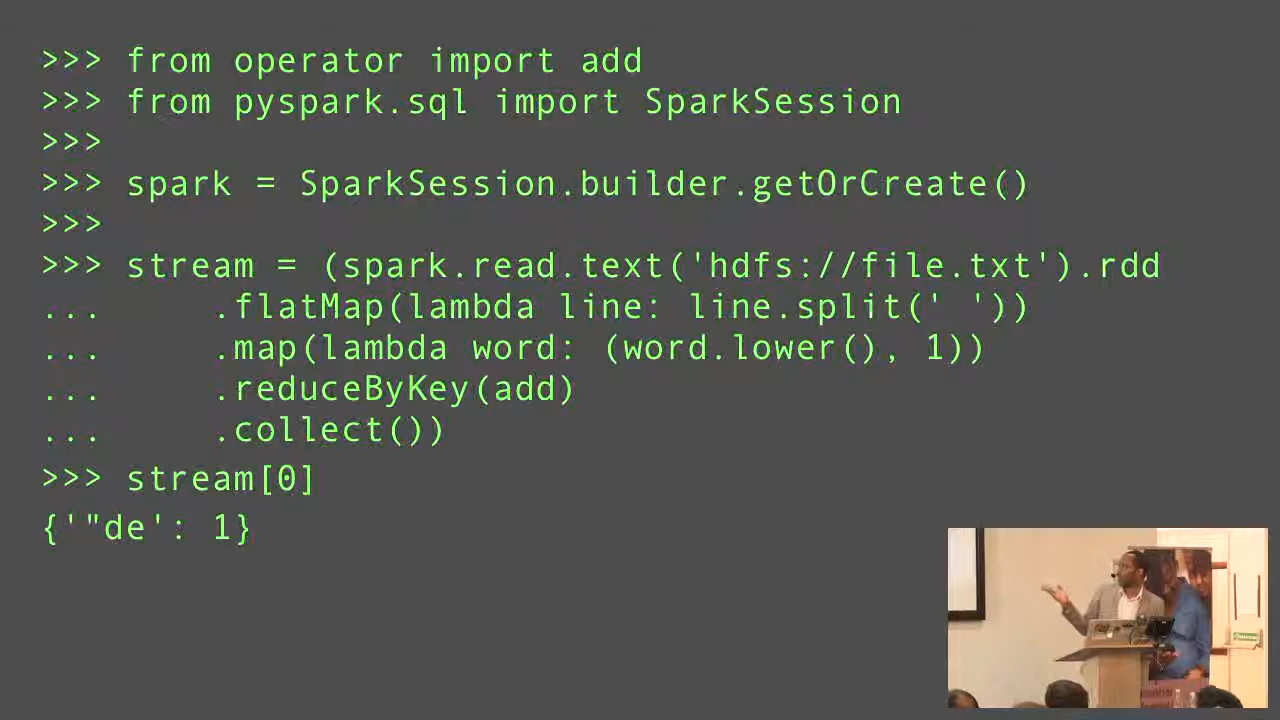 >>> from operator import add
>>> from pyspark.sql import SparkSession
>>>
>>> spark = SparkSession.builder.getOrCreate()
>>>
>>> stream = (spark.read.text('hdfs://file.txt').rdd
...     .flatMap(lambda line: line.split(' '))
...     .map(lambda word: (word.lower(), 1))
...     .reduceByKey(add)
...     .collect())
>>> stream[0]
{'"de': 1}